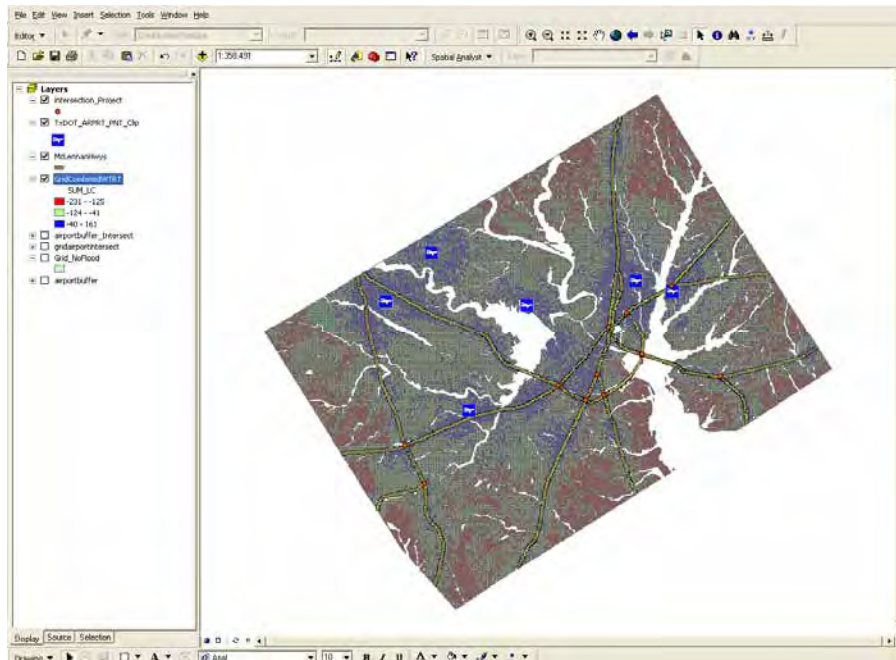 File Edit View Insert Selection Tools Window Help
Editor
1:358,491
Spatial Analyst
Layers
intersection_Project
TxDOT_ARPRT_PNT_Clip
McLennanHwys
GridCombinedWTRT
SUM_LC
-231 - -125
-124 - -41
-40 - 161
airportbuffer_Intersect
gridairportintersect
Grid_NoFlood
airportbuffer
Display Source Selection
Drawing
Arial
10
B I U A